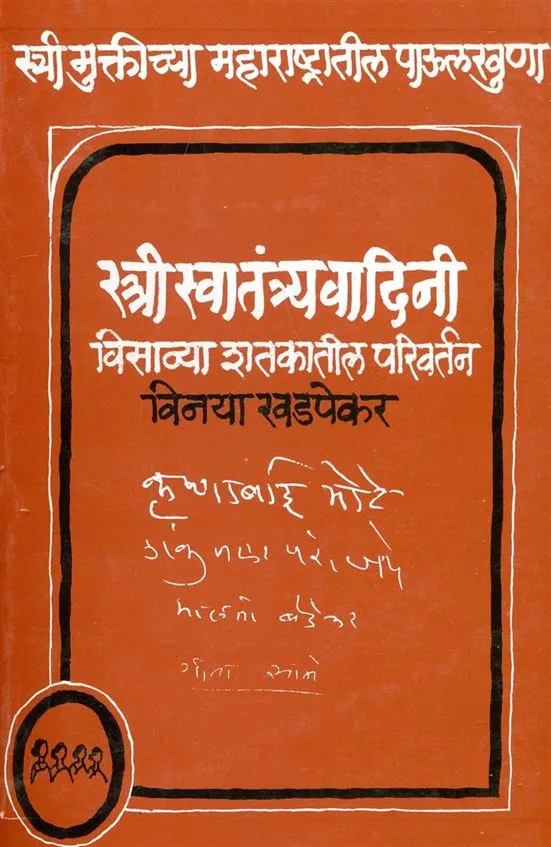 स्त्री मुक्तीच्या महाराष्ट्रातील पाऊलखुणा
स्त्री स्वातंत्र्यवादिनी
विसाव्या शतकातील परिवर्तन
विनया खडपेकर
कृष्णाबाई मोटे
शकुंतला परांजपे
मालती बेडेकर
गीता साने